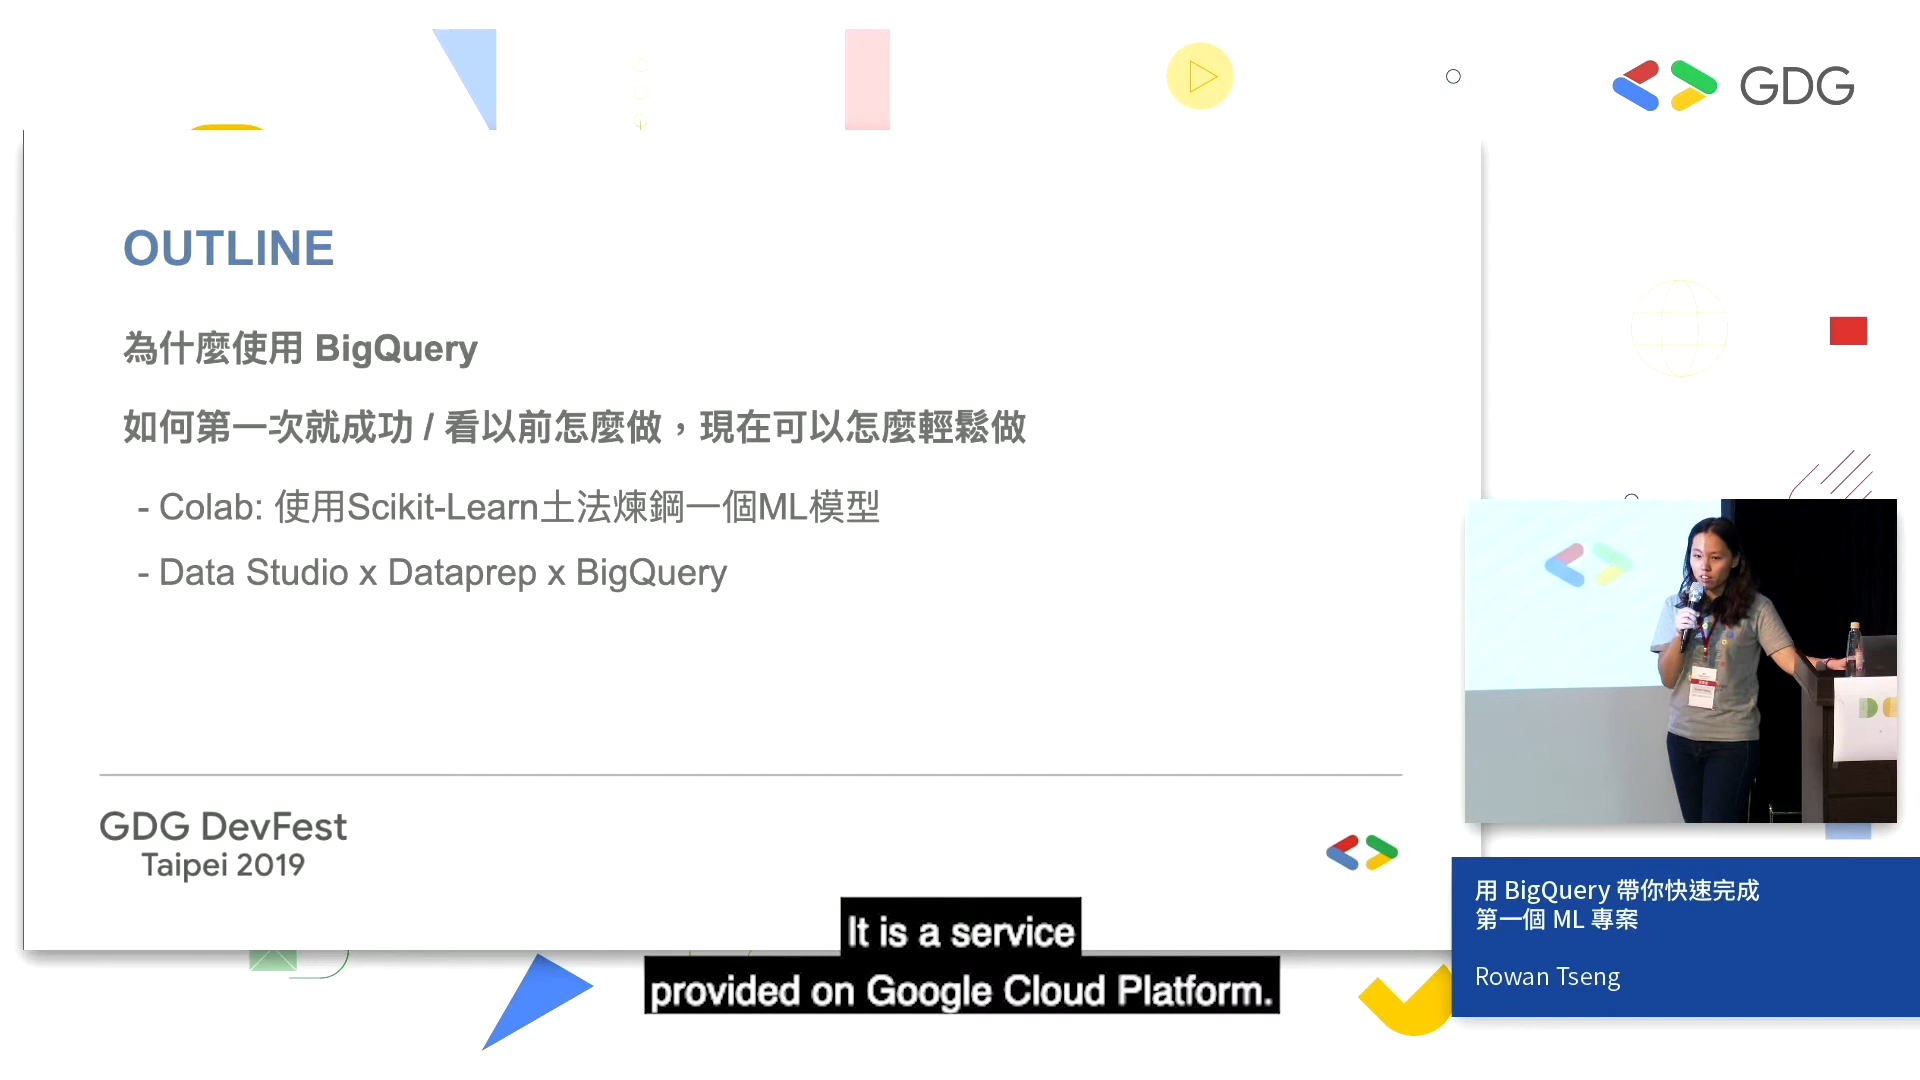 GDG
OUTLINE
為什麼使用 BigQuery
如何第一次就成功 / 看以前怎麼做，現在可以怎麼輕鬆做
- Colab: 使用Scikit-Learn土法煉鋼一個ML模型
- Data Studio x Dataprep x BigQuery
GDG DevFest
Taipei 2019
It is a service
provided on Google Cloud Platform.
用 BigQuery 帶你快速完成
第一個 ML 專案
Rowan Tseng